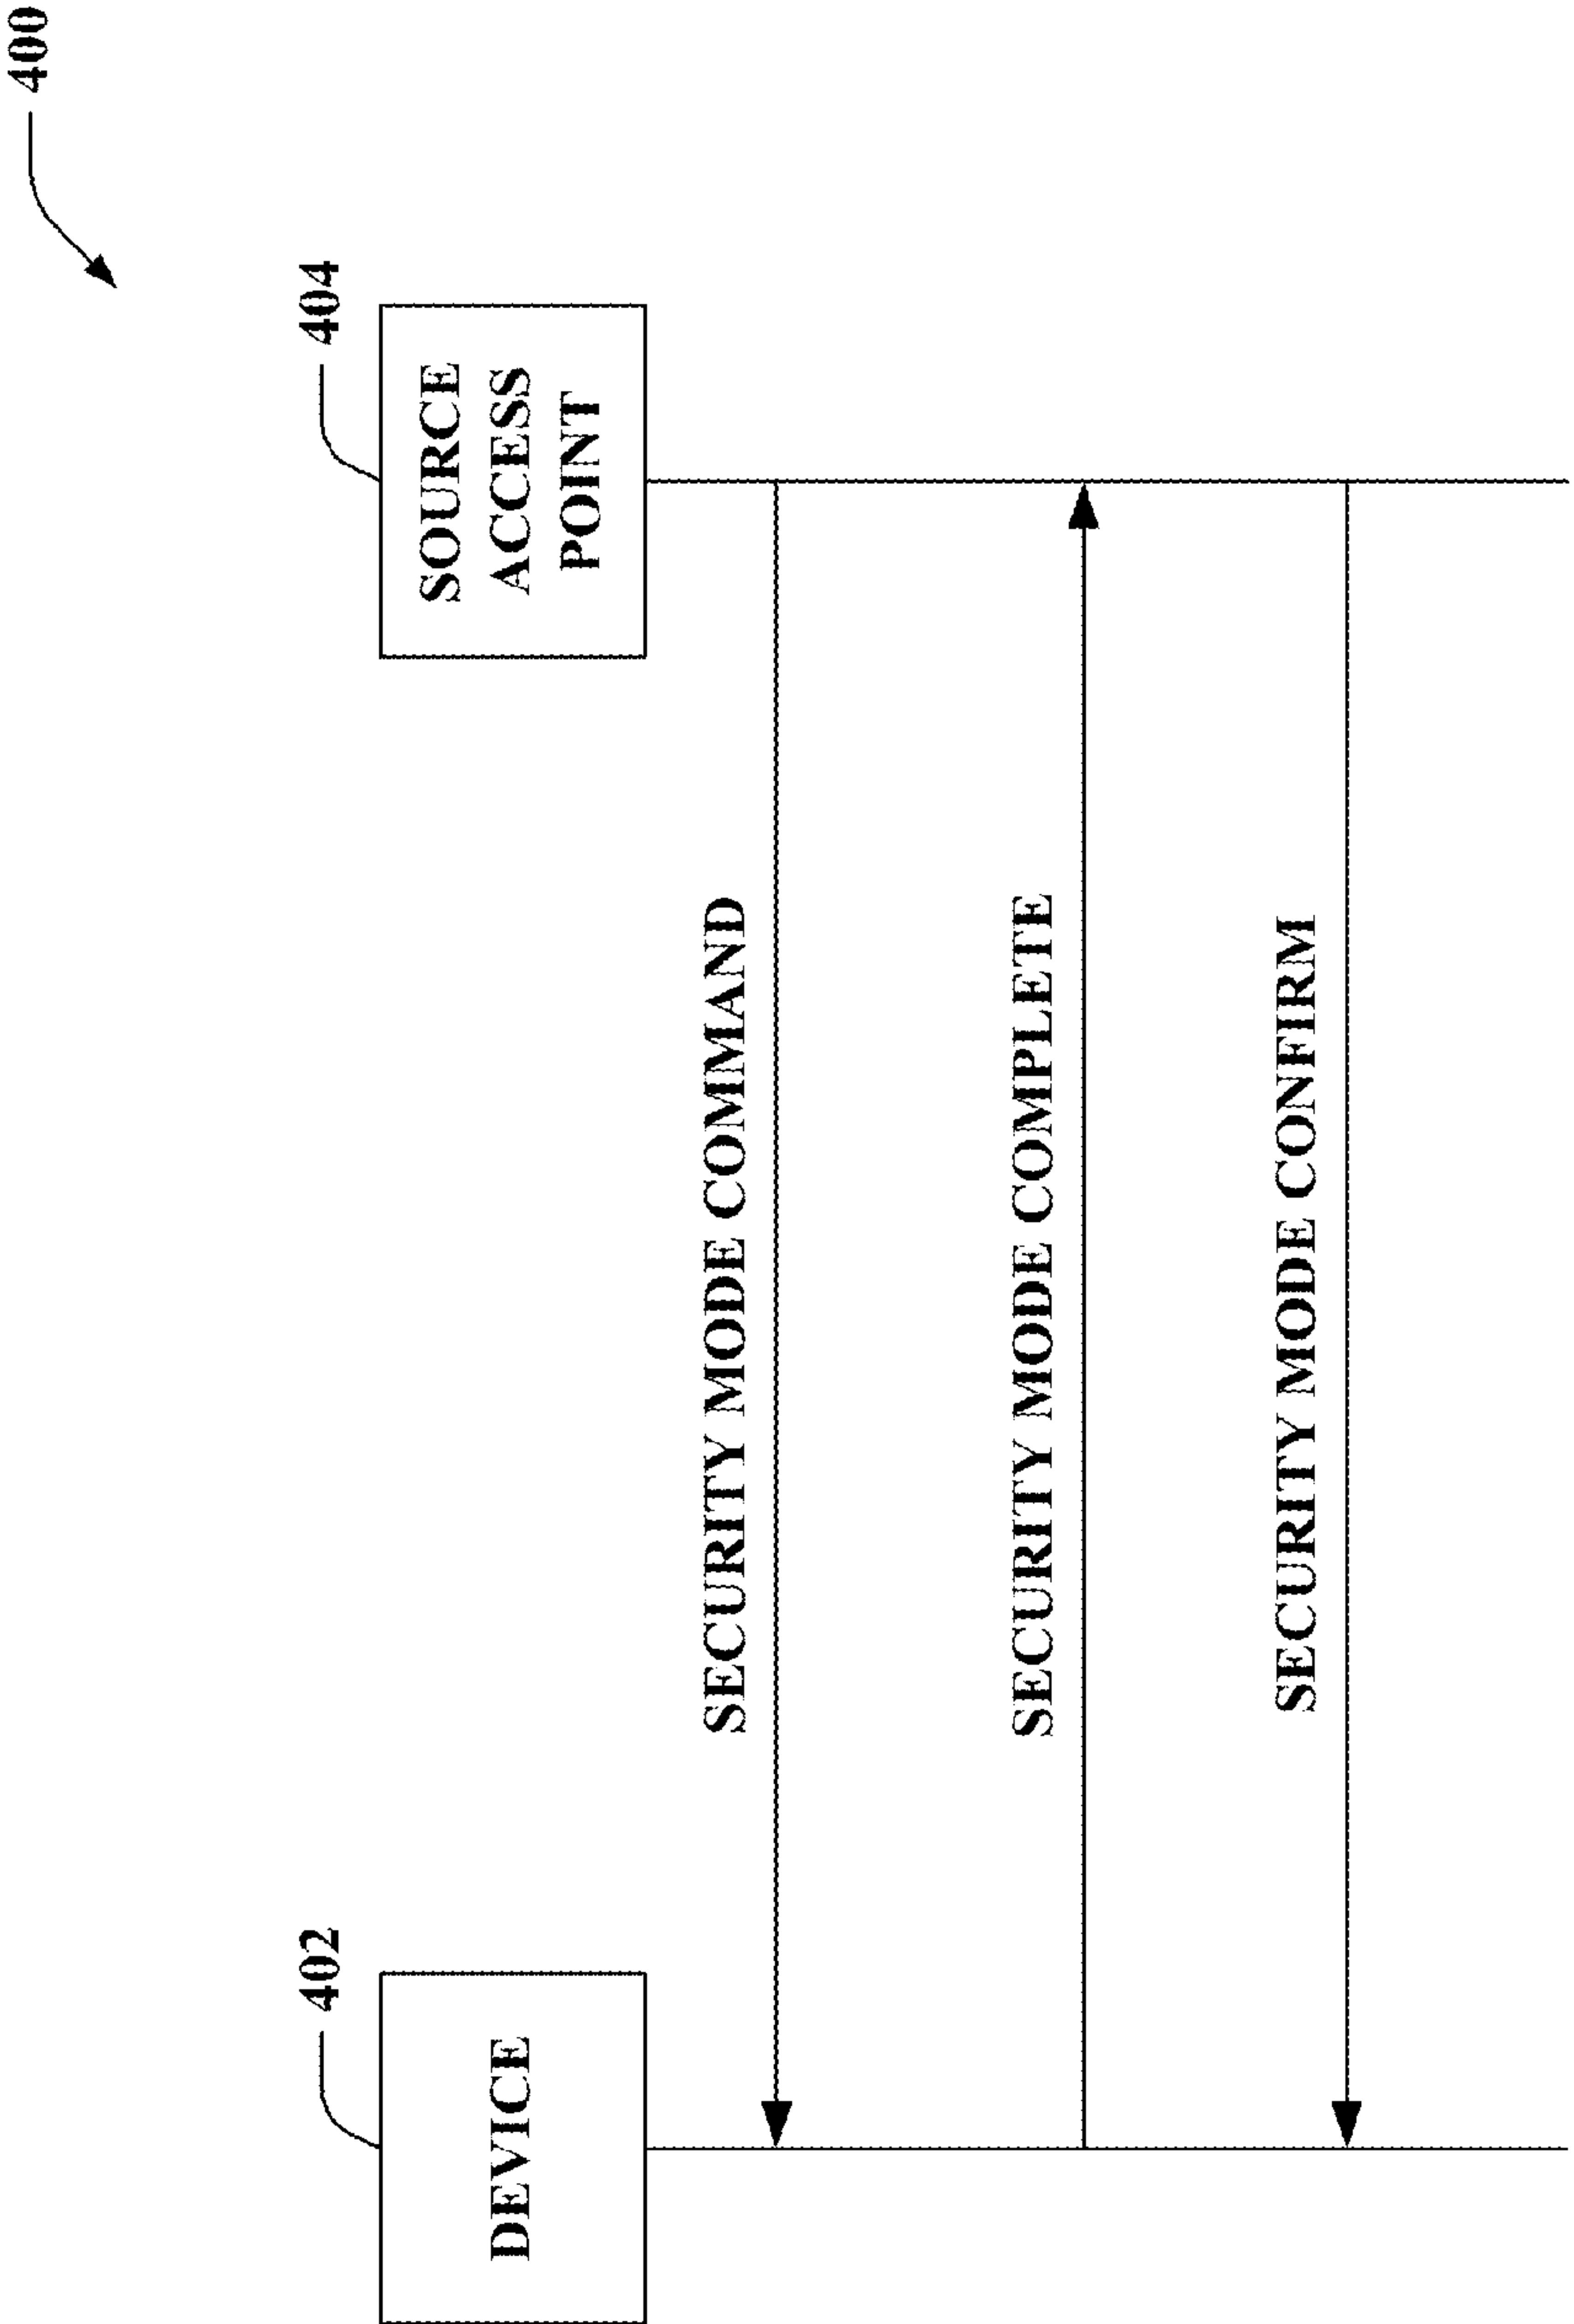 400
402
404
DEVICE
SOURCE
ACCESS
POINT
SECURITY MODE COMMAND
SECURITY MODE COMPLETE
SECURITY MODE CONFIRM